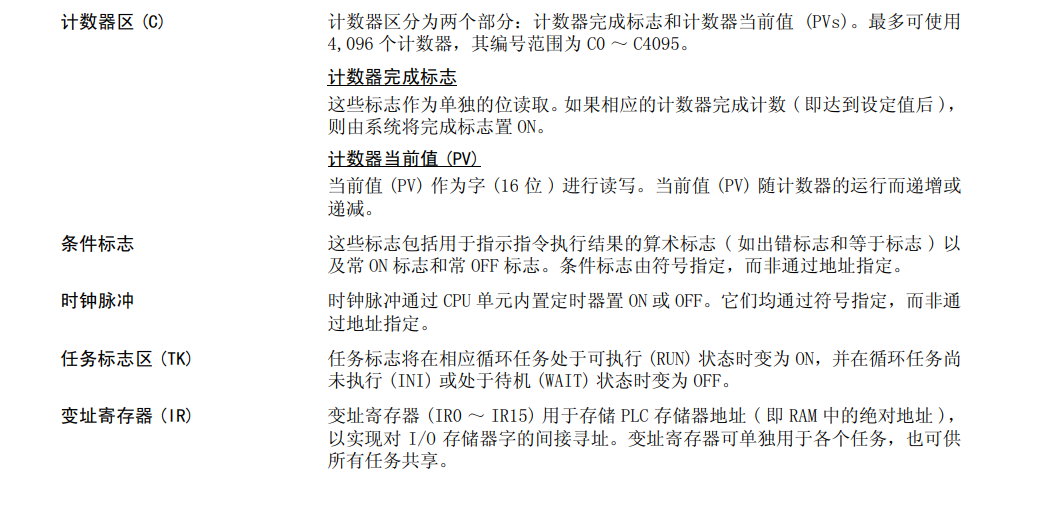 计数器区 (C)
计数器区分为两个部分：计数器完成标志和计数器当前值 (PVs)。最多可使用
4,096 个计数器，其编号范围为 C0 ～ C4095。
计数器完成标志
这些标志作为单独的位读取。如果相应的计数器完成计数 ( 即达到设定值后 )，
则由系统将完成标志置 ON。
计数器当前值 (PV)
当前值 (PV) 作为字 (16 位 ) 进行读写。当前值 (PV) 随计数器的运行而递增或
递减。
条件标志
这些标志包括用于指示指令执行结果的算术标志 ( 如出错标志和等于标志 ) 以
及常 ON 标志和常 OFF 标志。条件标志由符号指定，而非通过地址指定。
时钟脉冲
时钟脉冲通过 CPU 单元内置定时器置 ON 或 OFF。它们均通过符号指定，而非通
过地址指定。
任务标志区 (TK)
任务标志将在相应循环任务处于可执行 (RUN) 状态时变为 ON，并在循环任务尚
未执行 (INI) 或处于待机 (WAIT) 状态时变为 OFF。
变址寄存器 (IR)
变址寄存器 (IR0 ～ IR15) 用于存储 PLC 存储器地址 ( 即 RAM 中的绝对地址 )，
以实现对 I/O 存储器字的间接寻址。变址寄存器可单独用于各个任务，也可供
所有任务共享。